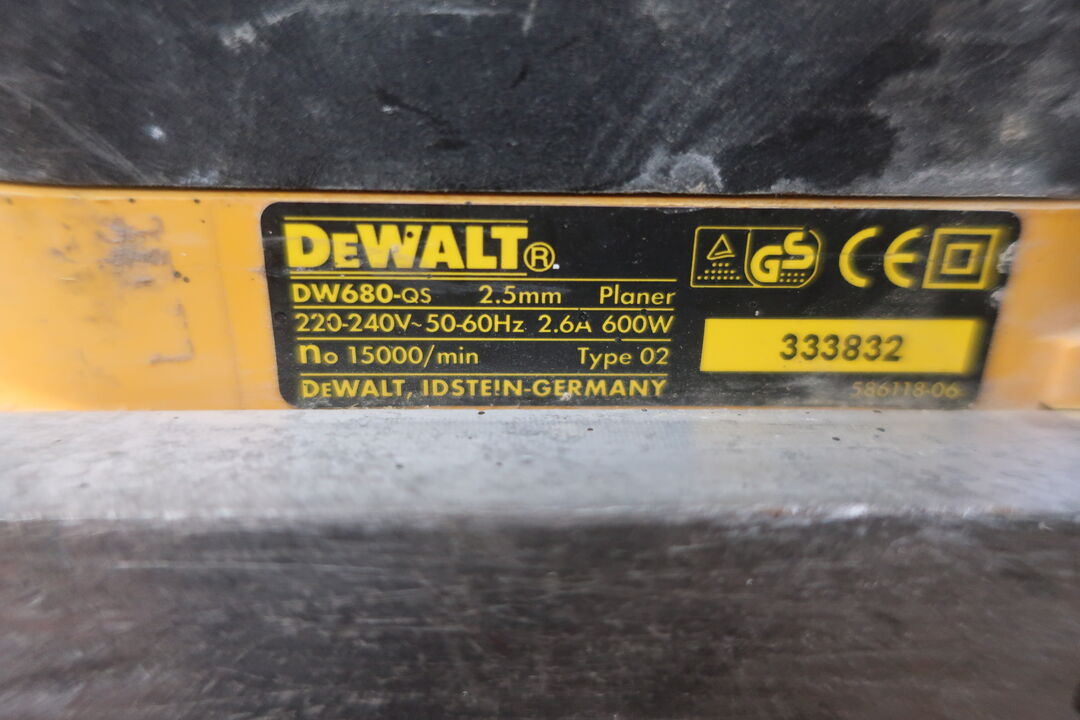 DEWALT®
DW680-QS 2.5mm Planer
220-240V~50-60Hz 2.6A 600W
no 15000/min Type 02
DEWALT, IDSTEIN-GERMANY
GS CE
333832
586118-06